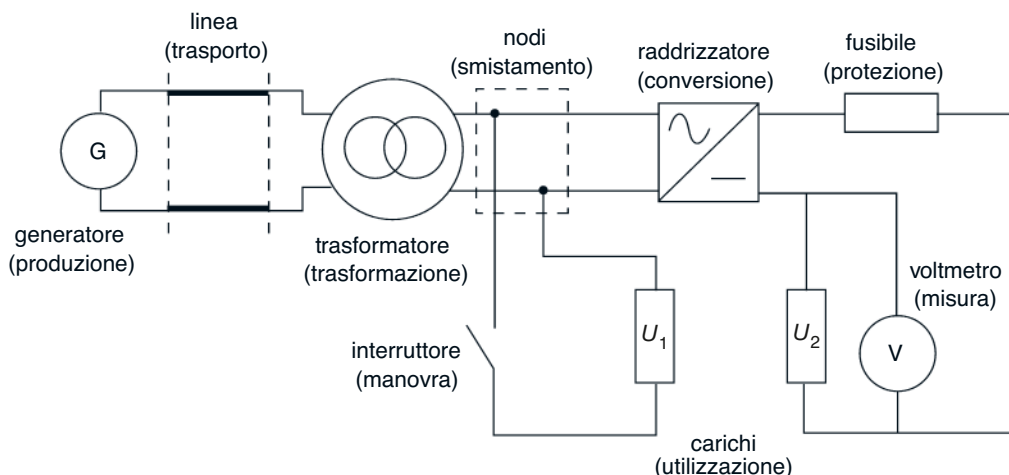 linea
(trasporto)
nodi
(smistamento)
raddrizzatore
(conversione)
fusibile
(protezione)
G
generatore
(produzione)
trasformatore
(trasformazione)
voltmetro
(misura)
interruttore
(manovra)
U1
U2
V
carichi
(utilizzazione)